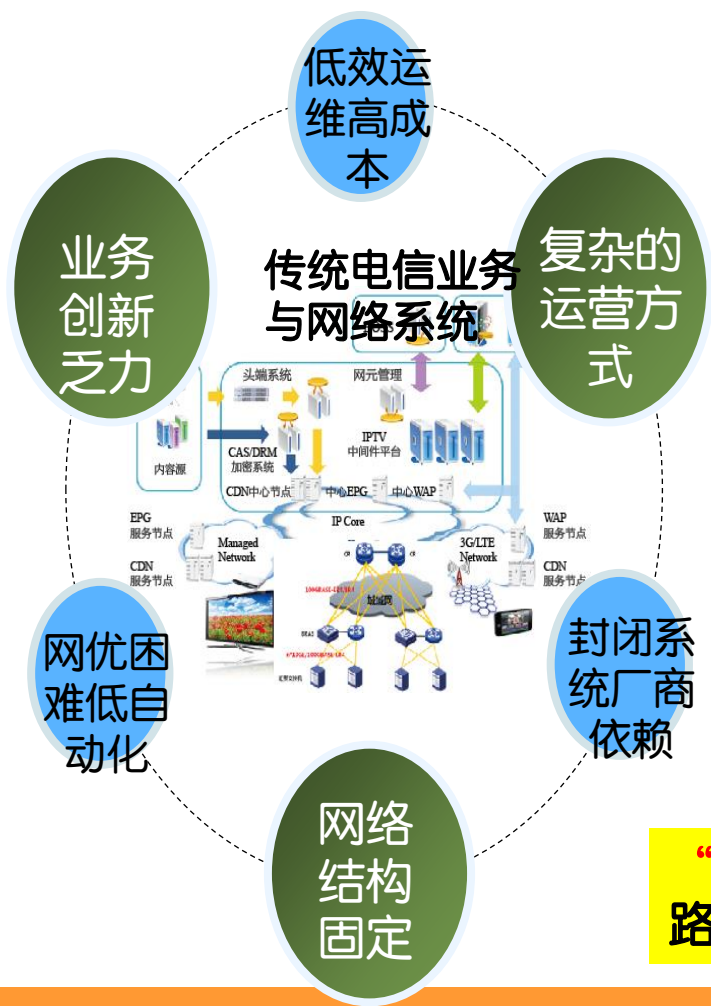 低效运
维高成
本
业务
创新
乏力
传统电信业务
与网络系统
复杂的
运营方
式
头端系统
网元管理
内容源
CAS/DRM
加密系统
IPTV
中间件平台
CDN中心节点
中心EPG
中心WAP
IP Core
EPG
服务节点
Managed
Network
3G/LTE
Network
WAP
服务节点
CDN
服务节点
CDN
服务节点
CR
城域网
网优困
难低自
动化
封闭系
统厂商
依赖
网络
结构
固定
“
路